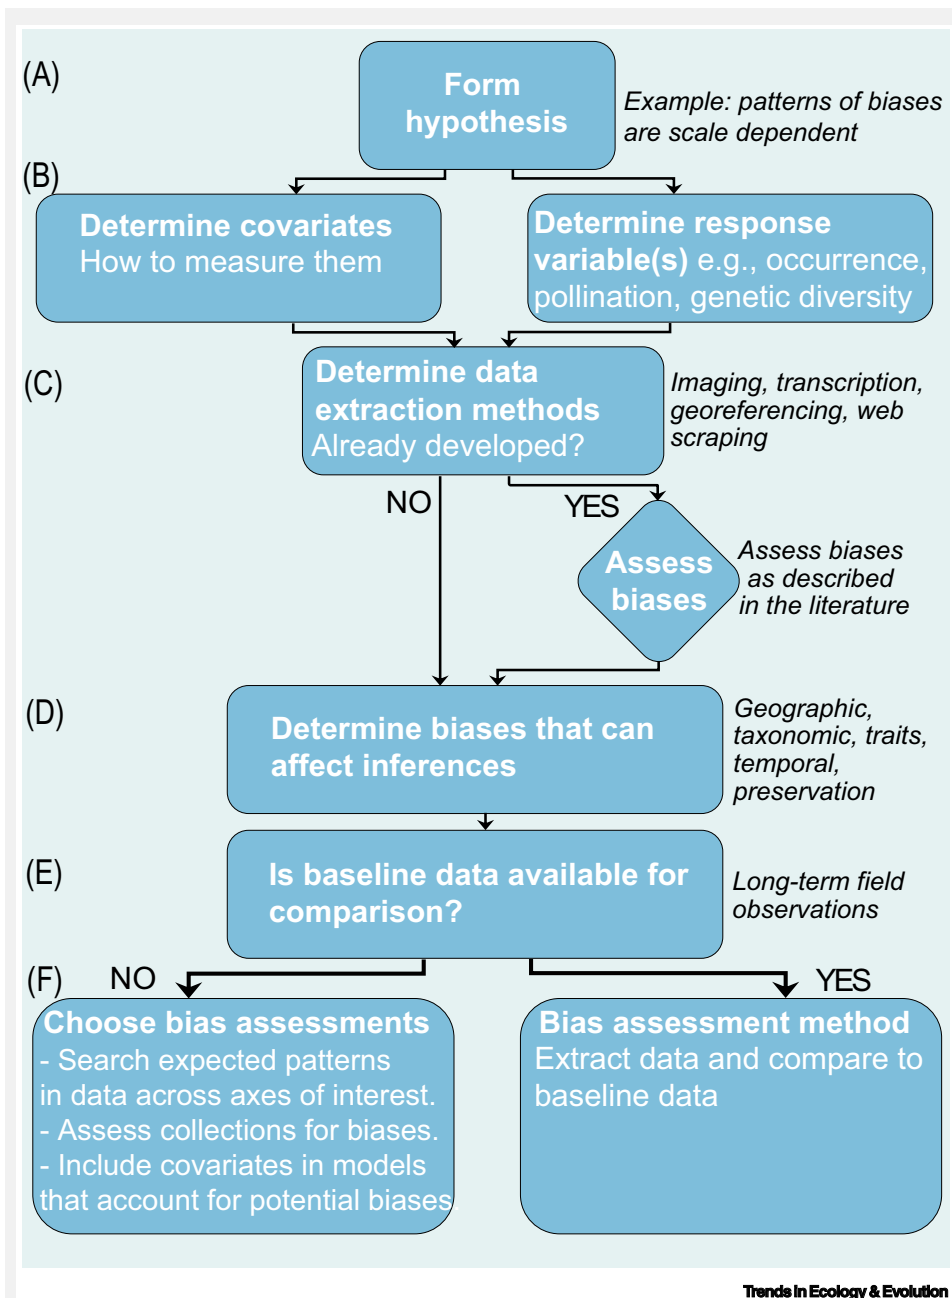 (A)
Form
hypothesis
Example: patterns of biases
are scale dependent
(B)
Determine covariates
How to measure them
Determine response
variable(s) e.g., occurrence,
pollination, genetic diversity
(C)
Determine data
extraction methods
Already developed?
Imaging, transcription,
georeferencing, web
scraping
NO
YES
Assess
biases
Assess biases
as described
in the literature
(D)
Determine biases that can
affect inferences
Geographic,
taxonomic, traits,
temporal,
preservation
(E)
Is baseline data available for
comparison?
Long-term field
observations
(F)
NO
YES
Choose bias assessments
- Search expected patterns
in data across axes of interest.
- Assess collections for biases.
- Include covariates in models
that account for potential biases.
Bias assessment method
Extract data and compare to
baseline data
Trends in Ecology & Evolution